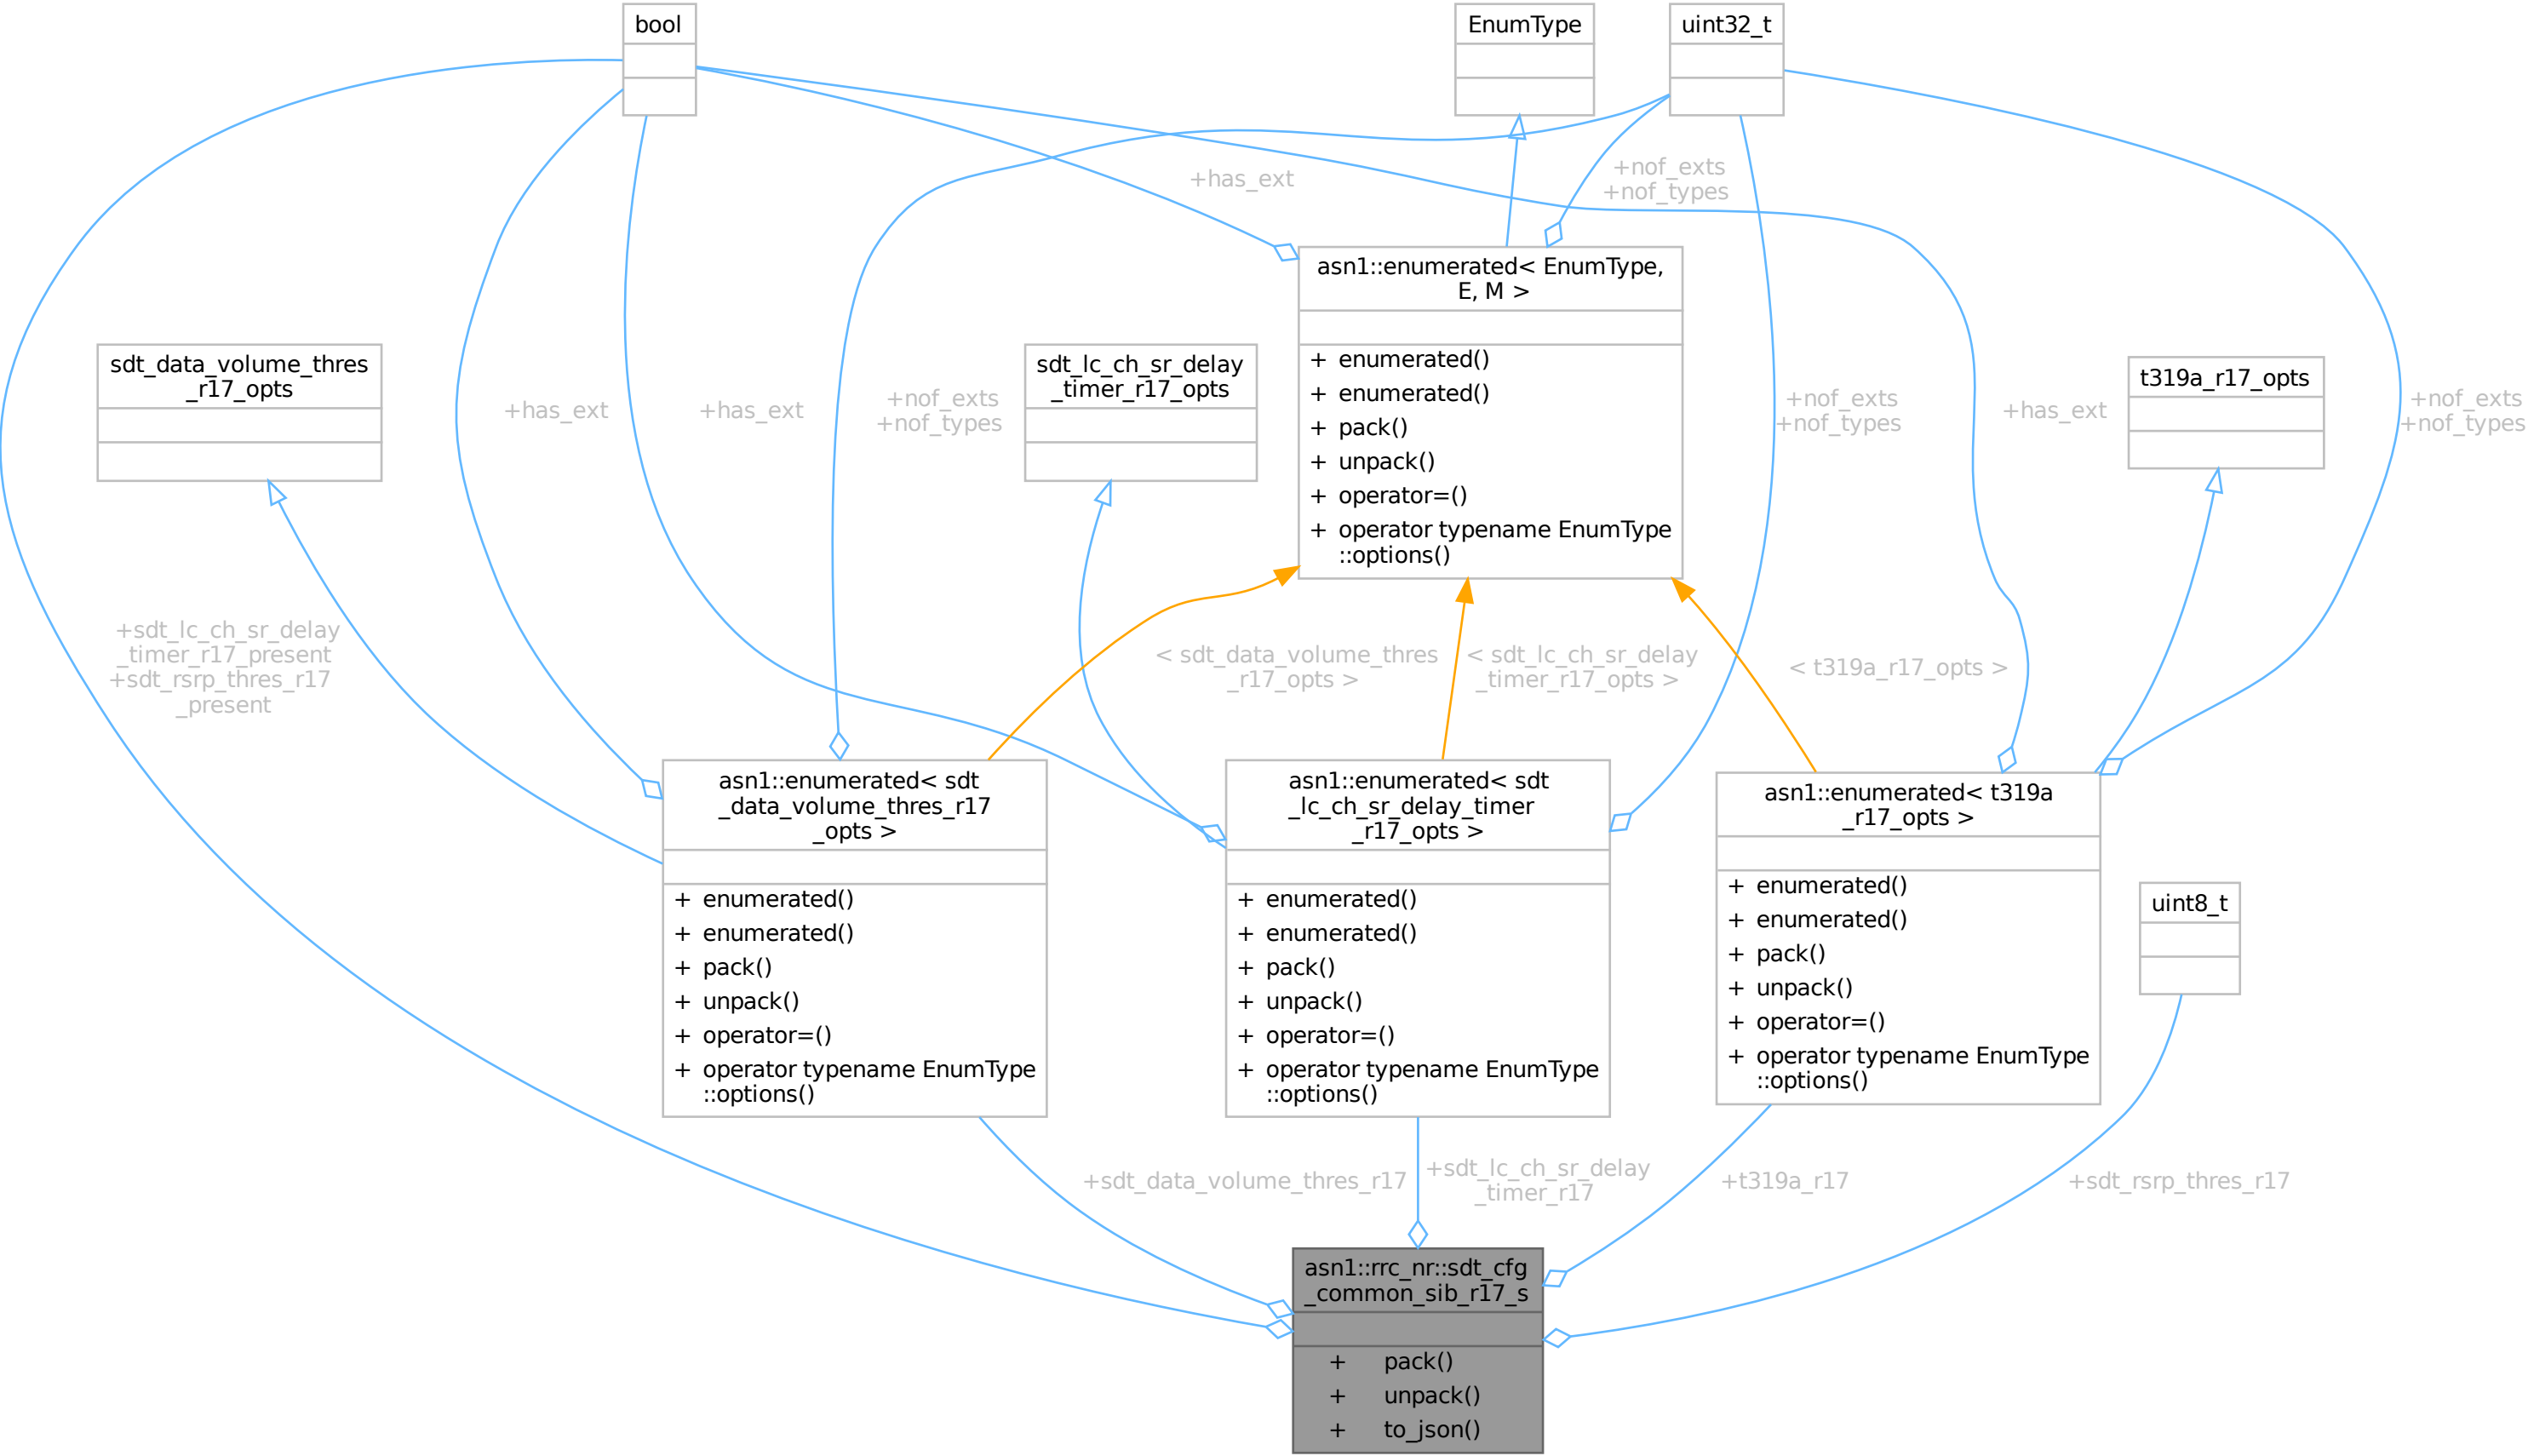 bool
EnumType
uint32_t
+has_ext
+nof_exts
+nof_types
asn1::enumerated< EnumType,
E, M >
+ enumerated()
+ enumerated()
+ pack()
+ unpack()
+ operator=()
+ operator typename EnumType
::options()
sdt_data_volume_thres
_r17_opts
+has_ext
+has_ext
+nof_exts
+nof_types
sdt_lc_ch_sr_delay
_timer_r17_opts
+nof_exts
+nof_types
+has_ext
t319a_r17_opts
+nof_exts
+nof_types
+sdt_lc_ch_sr_delay
_timer_r17_present
+sdt_rsrp_thres_r17
_present
< sdt_data_volume_thres
_r17_opts >
< sdt_lc_ch_sr_delay
_timer_r17_opts >
< t319a_r17_opts >
asn1::enumerated< sdt
_data_volume_thres_r17
_opts >
+ enumerated()
+ enumerated()
+ pack()
+ unpack()
+ operator=()
+ operator typename EnumType
::options()
asn1::enumerated< sdt
_lc_ch_sr_delay_timer
_r17_opts >
+ enumerated()
+ enumerated()
+ pack()
+ unpack()
+ operator=()
+ operator typename EnumType
::options()
asn1::enumerated< t319a
_r17_opts >
+ enumerated()
+ enumerated()
+ pack()
+ unpack()
+ operator=()
+ operator typename EnumType
::options()
uint8_t
+sdt_data_volume_thres_r17
+sdt_lc_ch_sr_delay
_timer_r17
+t319a_r17
+sdt_rsrp_thres_r17
asn1::rrc_nr::sdt_cfg
_common_sib_r17_s
+ pack()
+ unpack()
+ to_json()